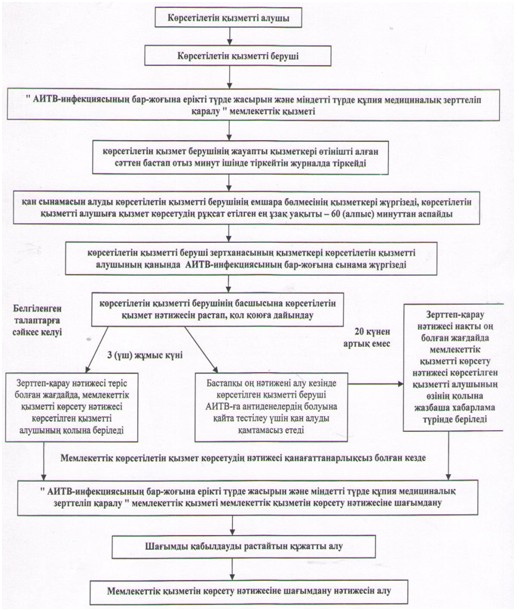 Көрсетілетін қызметті алушы
Көрсетілетін қызметті беруші
" АИТВ-инфекциясының бар-жоғына ерікті түрде жасырын және міндетті түрде құпия медициналық зерттеліп
қаралу " мемлекеттік қызметі
көрсетілетін қызмет берушінің жауапты қызметкері өтінішті алған
сәттен бастап отыз минут ішінде тіркейтін журналда тіркейді
қан сынамасын алуды көрсетілетін қызметті берушінің емшара бөлмесінің қызметкері жүргізеді, көрсетілетін
қызметті алушыға қызмет көрсетудің рұқсат етілген ең ұзақ уақыты – 60 (алпыс) минуттан аспайды
көрсетілетін қызметті беруші зертханасының қызметкері көрсетілетін қызметті
алушының қанында АИТВ-инфекциясының бар-жоғына сынама жүргізеді
Белгіленген
талаптарға
сәйкес келуі
көрсетілетін қызметті берушінің басшысына көрсетілетін
қызмет нәтижесін растап, қол қоюға дайындау
3 (үш) жұмыс күні
20 күнен
артық емес
Зерттеп-қарау
нәтижесі нақты оң
болған жағдайда
мемлекеттік
қызметті көрсету
нәтижесі
көрсетілген
қызметті алушының
өзінің қолына
жазбаша хабарлама
түрінде беріледі
Зерттеп-қарау нәтижесі теріс
болған жағдайда, мемлекеттік
қызметті көрсету нәтижесі
көрсетілген қызметті
алушының қолына беріледі
Бастапқы оң нәтижені алу кезінде
көрсетілген қызметті беруші
АИТВ-ға антиденелердің болуына
қайта тестілеу үшін қан алуды
қамтамасыз етеді
Мемлекеттік көрсетілетін қызмет көрсетудің нәтижесі қанағаттанарлықсыз болған кезде
" АИТВ-инфекциясының бар-жоғына ерікті түрде жасырын және міндетті түрде құпия медициналық
зерттеліп қаралу " мемлекеттік қызметі мемлекеттік қызметін көрсету нәтижесіне шағымдану
Шағымды қабылдауды растайтын құжатты алу
Мемлекеттік қызметін көрсету нәтижесіне шағымдану нәтижесін алу